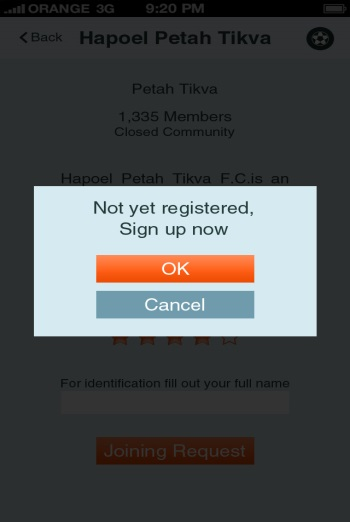 ORANGE 3G 9:20 PM
Back Hapoel Petah Tikva
Petah Tikva
1,335 Members
Closed Community
Hapoel Petah Tikva F.C.is an
Not yet registered,
Sign up now
OK
Cancel
For identification fill out your full name
Joining Request